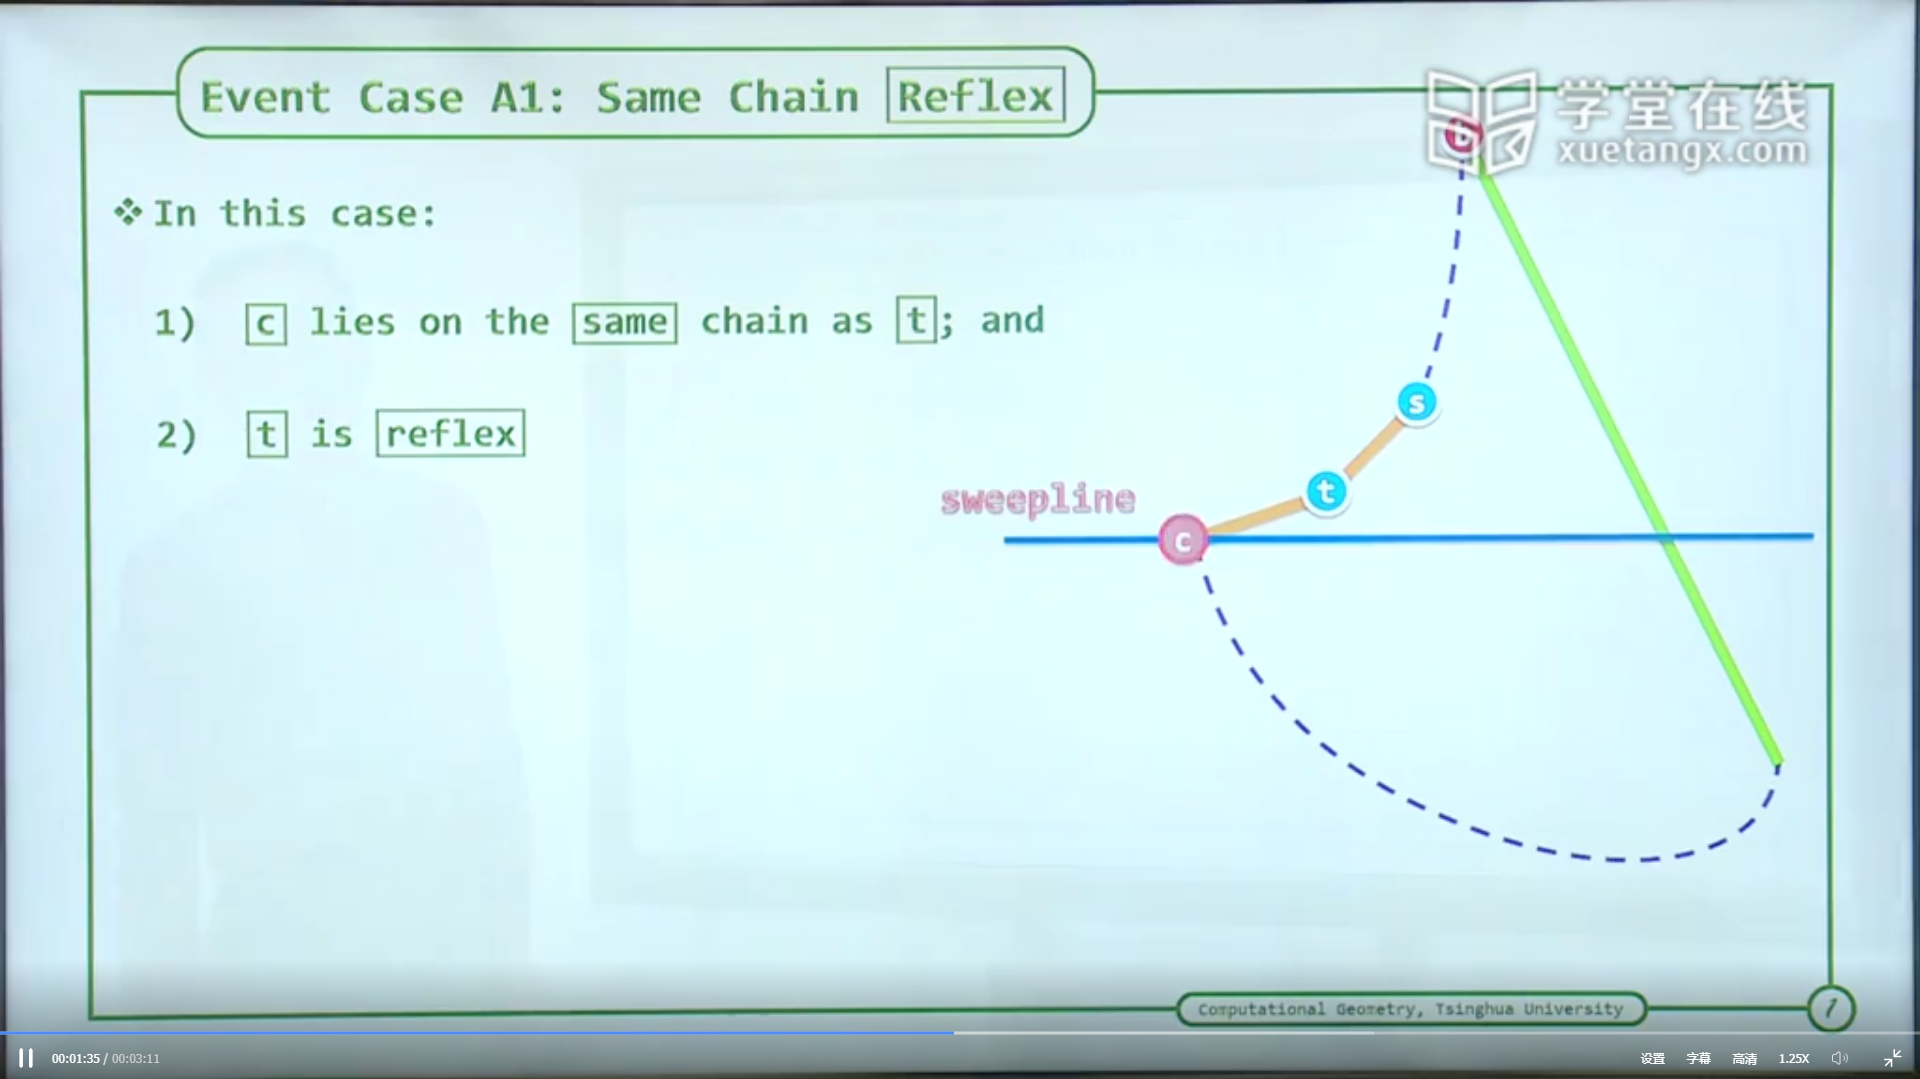 Event Case A1: Same Chain Reflex
学堂在线
xuetangx.com
❖ In this case:
1) c lies on the same chain as t; and
2) t is reflex
s
t
sweepline
c
Computational Geometry, Tsinghua University
1
00:01:35 / 00:03:11
设置 字幕 高清 1.25X